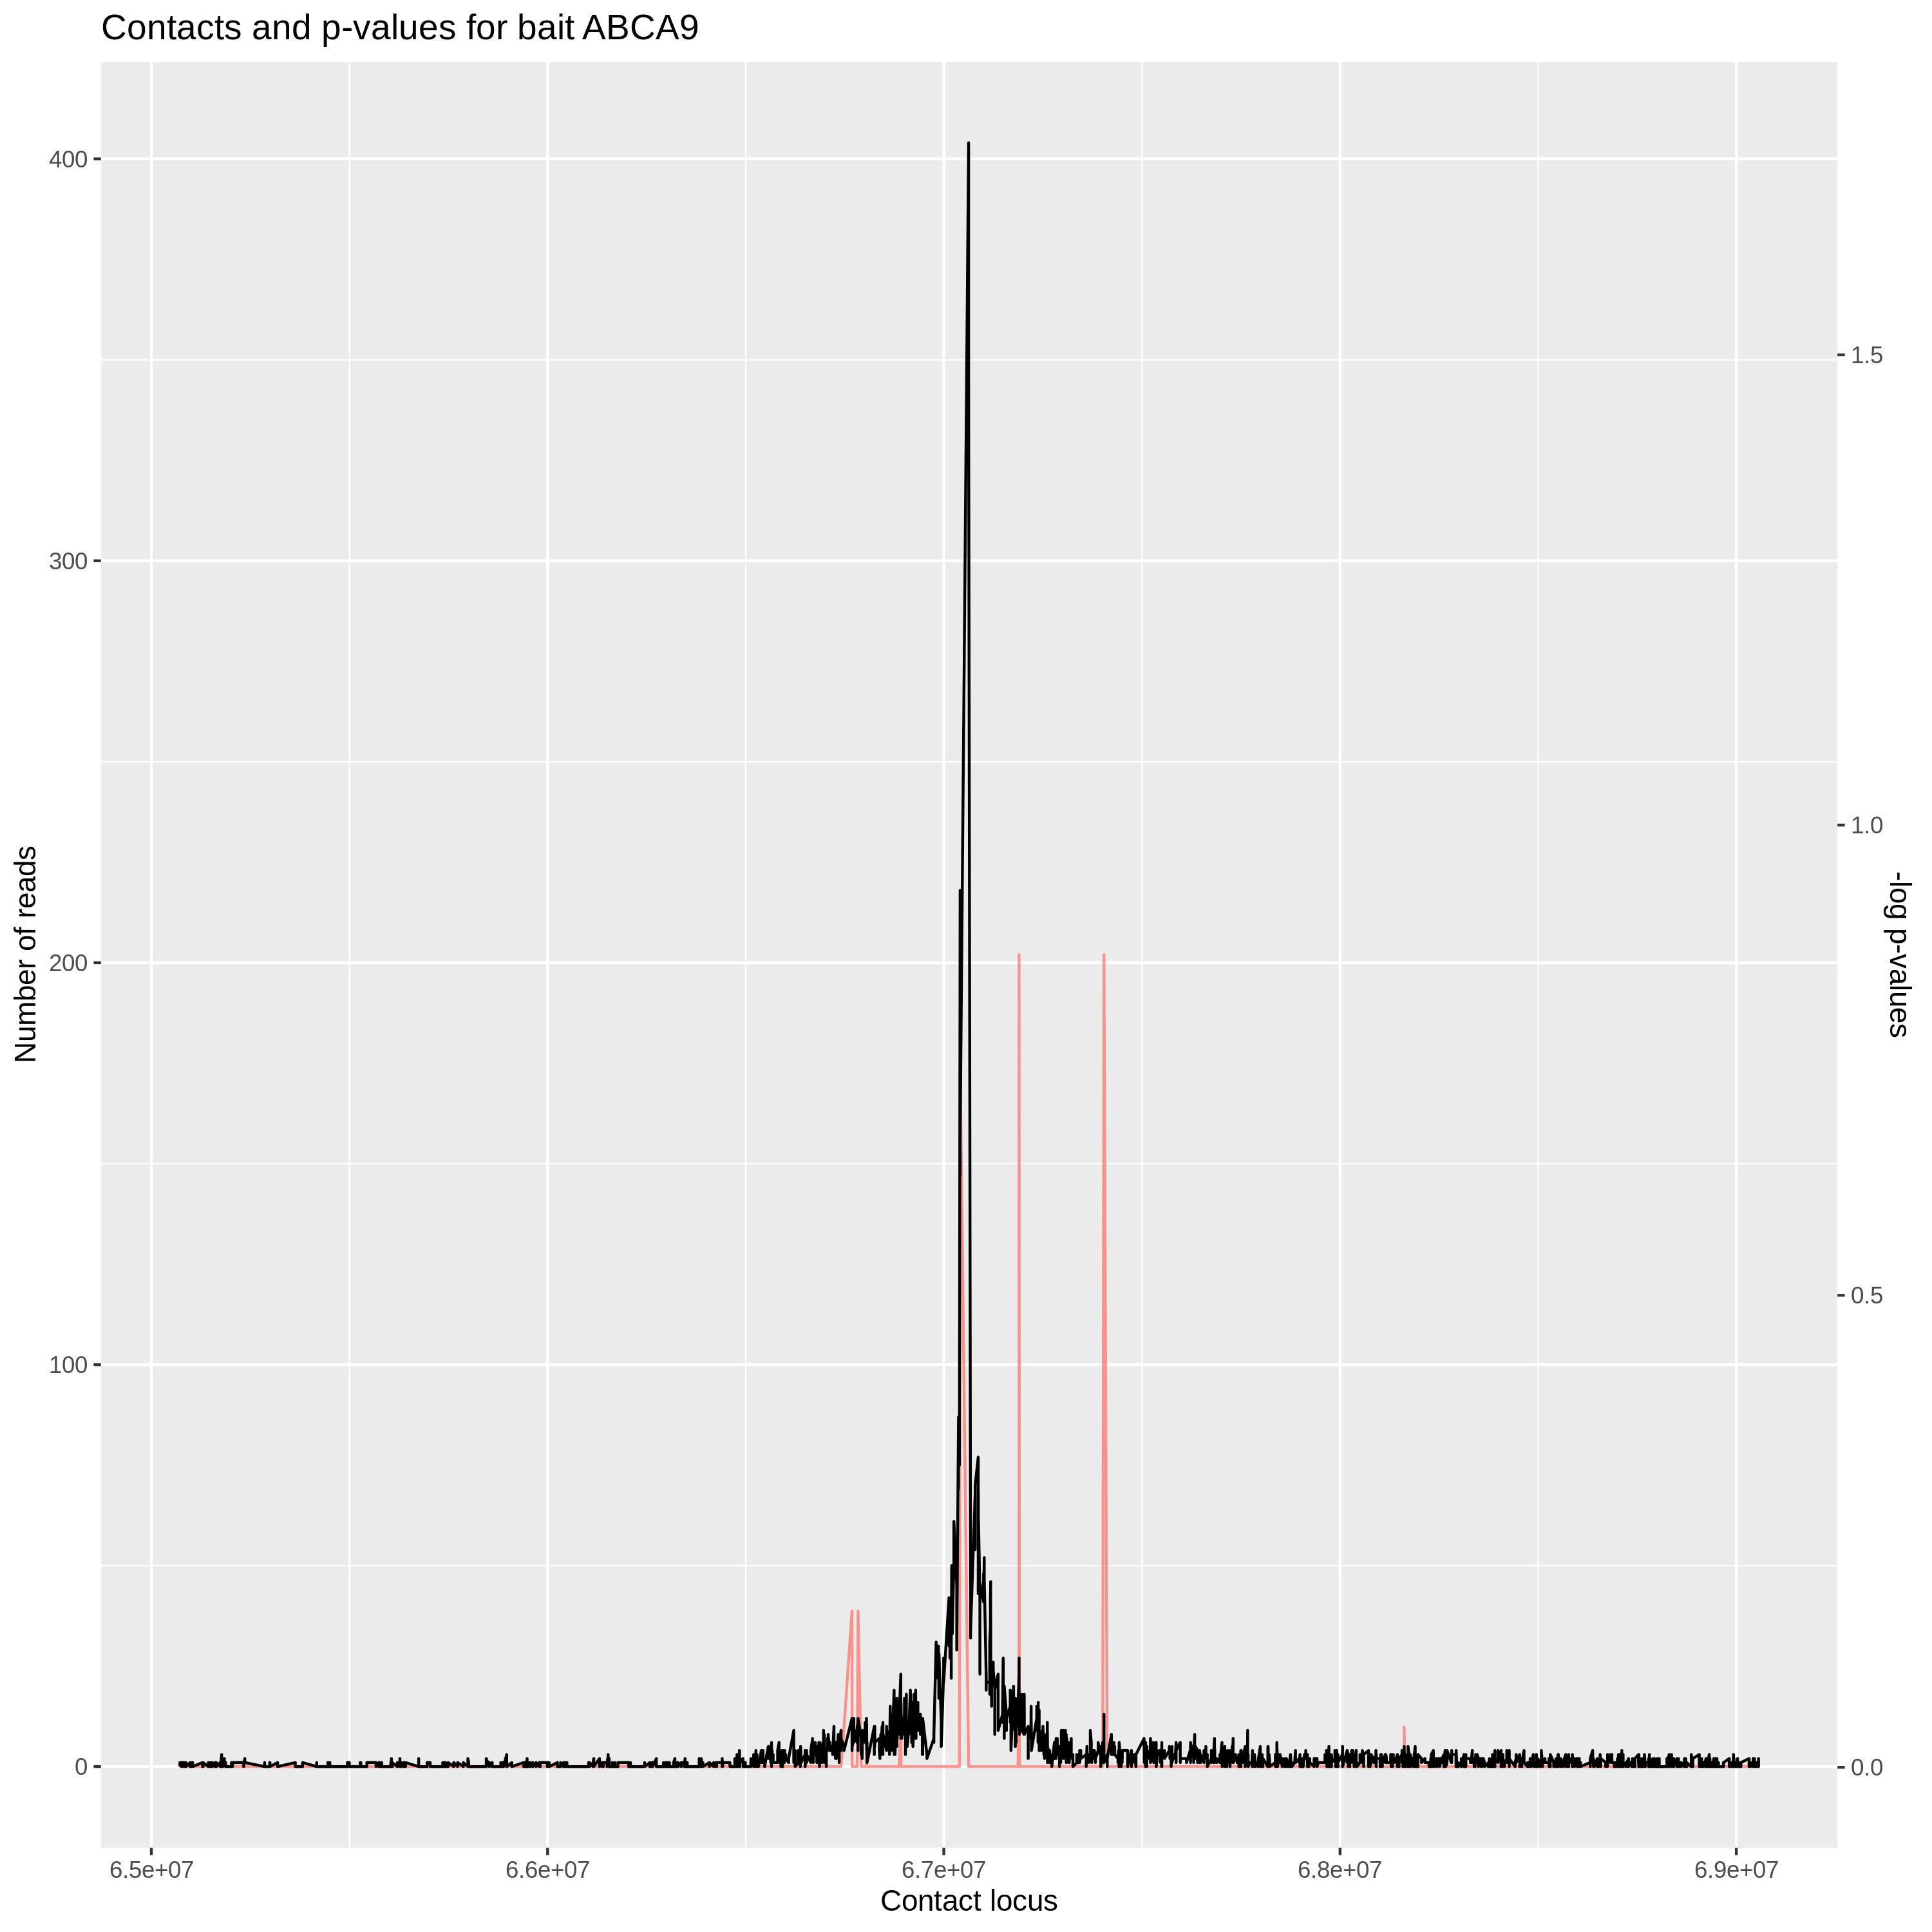 Contacts and p-values for bait ABCA9
400
300
200
100
0
Number of reads
1.5
1.0
0.5
0.0
-log p-values
6.5e+07
6.6e+07
6.7e+07
6.8e+07
6.9e+07
Contact locus